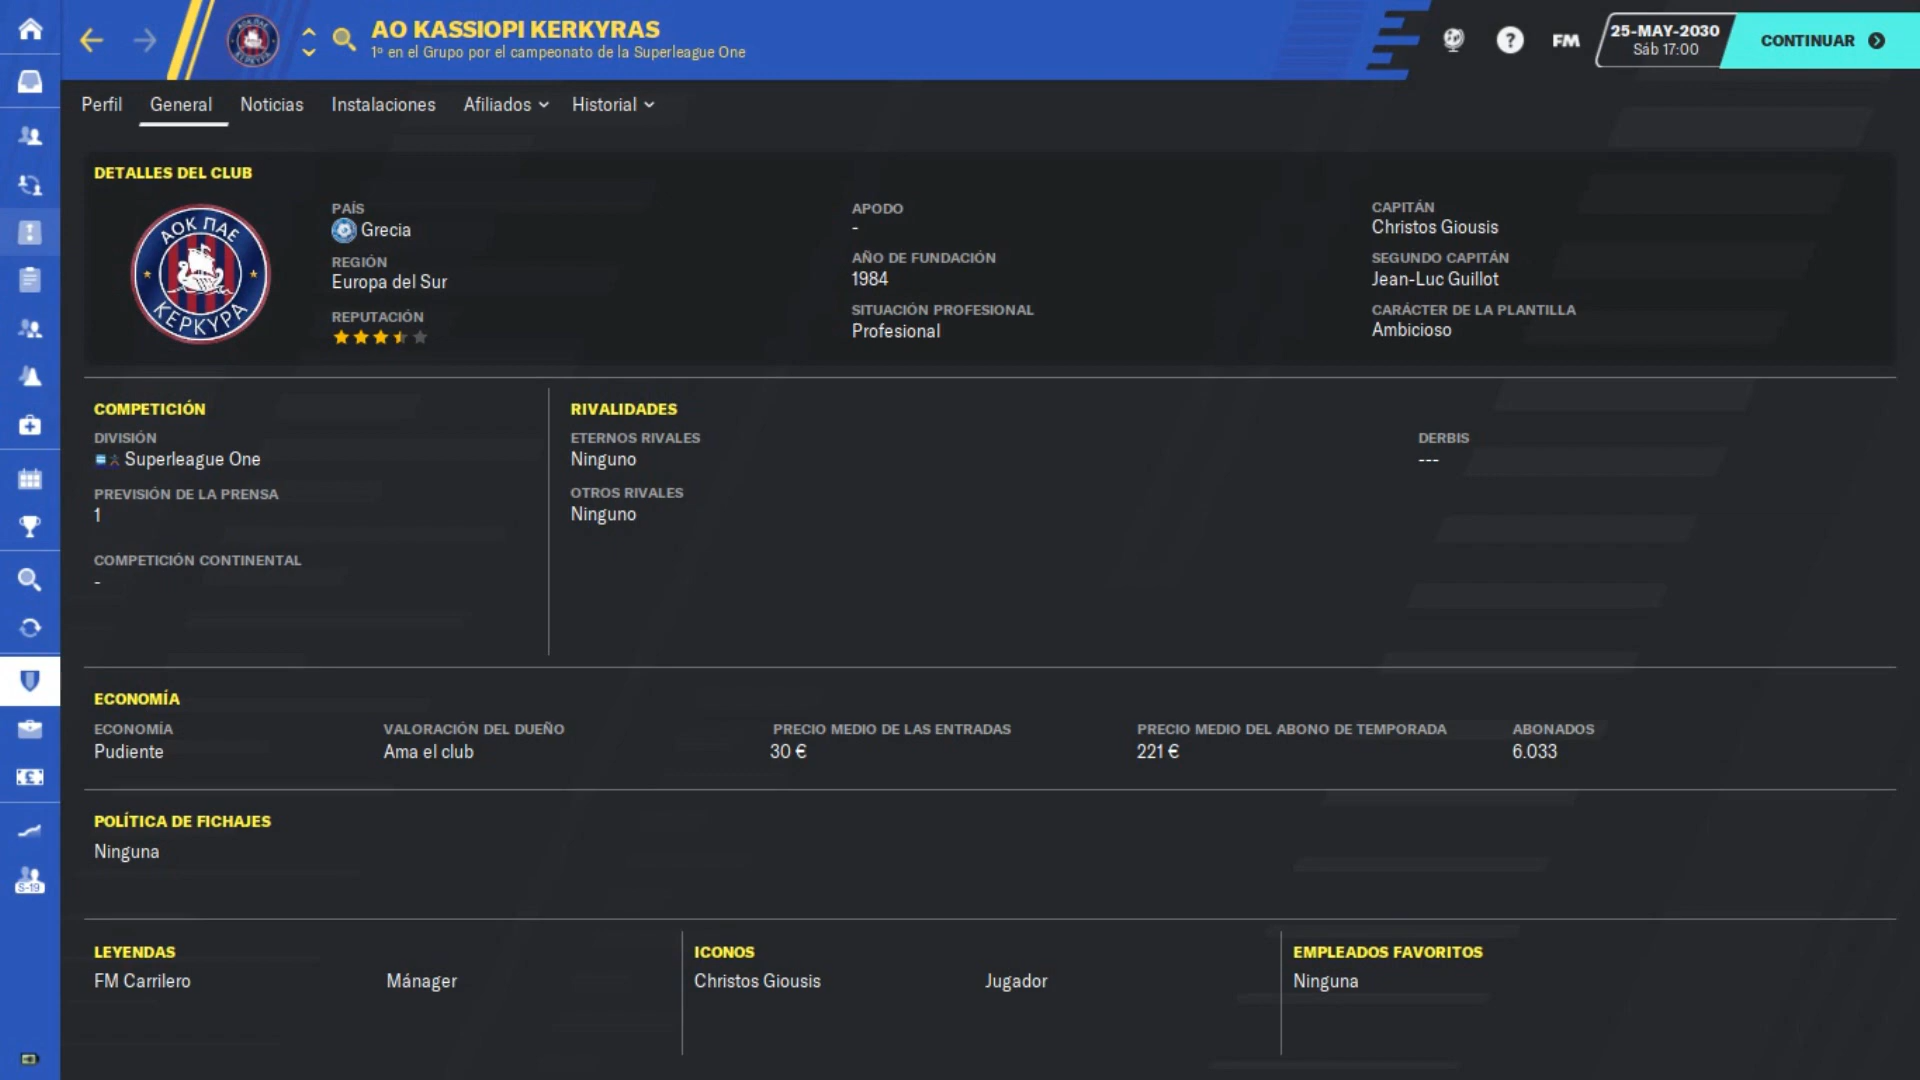 AO KASSIOPI KERKYRAS
1º en el Grupo por el campeonato de la Superleague One
FM
25-MAY-2030
Sáb 17:00
CONTINUAR
Perfil
General
Noticias
Instalaciones
Afiliados
Historial
DETALLES DEL CLUB
ΑΟΚ ΠΑΕ
ΚΕΡΚΥΡΑ
PAÍS
Grecia
REGIÓN
Europa del Sur
REPUTACIÓN
APODO
-
AÑO DE FUNDACIÓN
1984
SITUACIÓN PROFESIONAL
Profesional
CAPITÁN
Christos Giousis
SEGUNDO CAPITÁN
Jean-Luc Guillot
CARÁCTER DE LA PLANTILLA
Ambicioso
COMPETICIÓN
DIVISIÓN
Superleague One
PREVISIÓN DE LA PRENSA
1
COMPETICIÓN CONTINENTAL
-
RIVALIDADES
ETERNOS RIVALES
Ninguno
OTROS RIVALES
Ninguno
DERBIS
---
ECONOMÍA
ECONOMÍA
Pudiente
VALORACIÓN DEL DUEÑO
Ama el club
PRECIO MEDIO DE LAS ENTRADAS
30 €
PRECIO MEDIO DEL ABONO DE TEMPORADA
221 €
ABONADOS
6.033
POLÍTICA DE FICHAJES
Ninguna
LEYENDAS
FM Carrilero
Mánager
ICONOS
Christos Giousis
Jugador
EMPLEADOS FAVORITOS
Ninguna
S-19